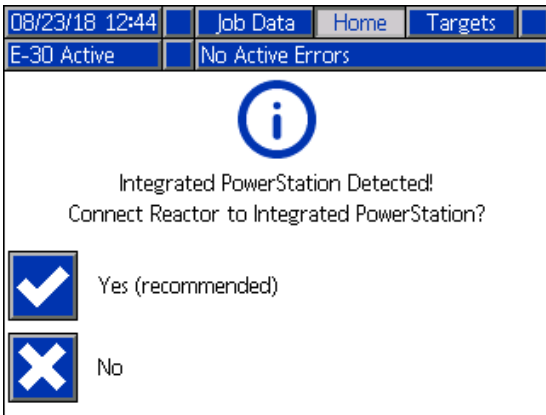 08/23/18 12:44 Job Data Home Targets
E-30 Active No Active Errors
i
Integrated PowerStation Detected!
Connect Reactor to Integrated PowerStation?
Yes (recommended)
No